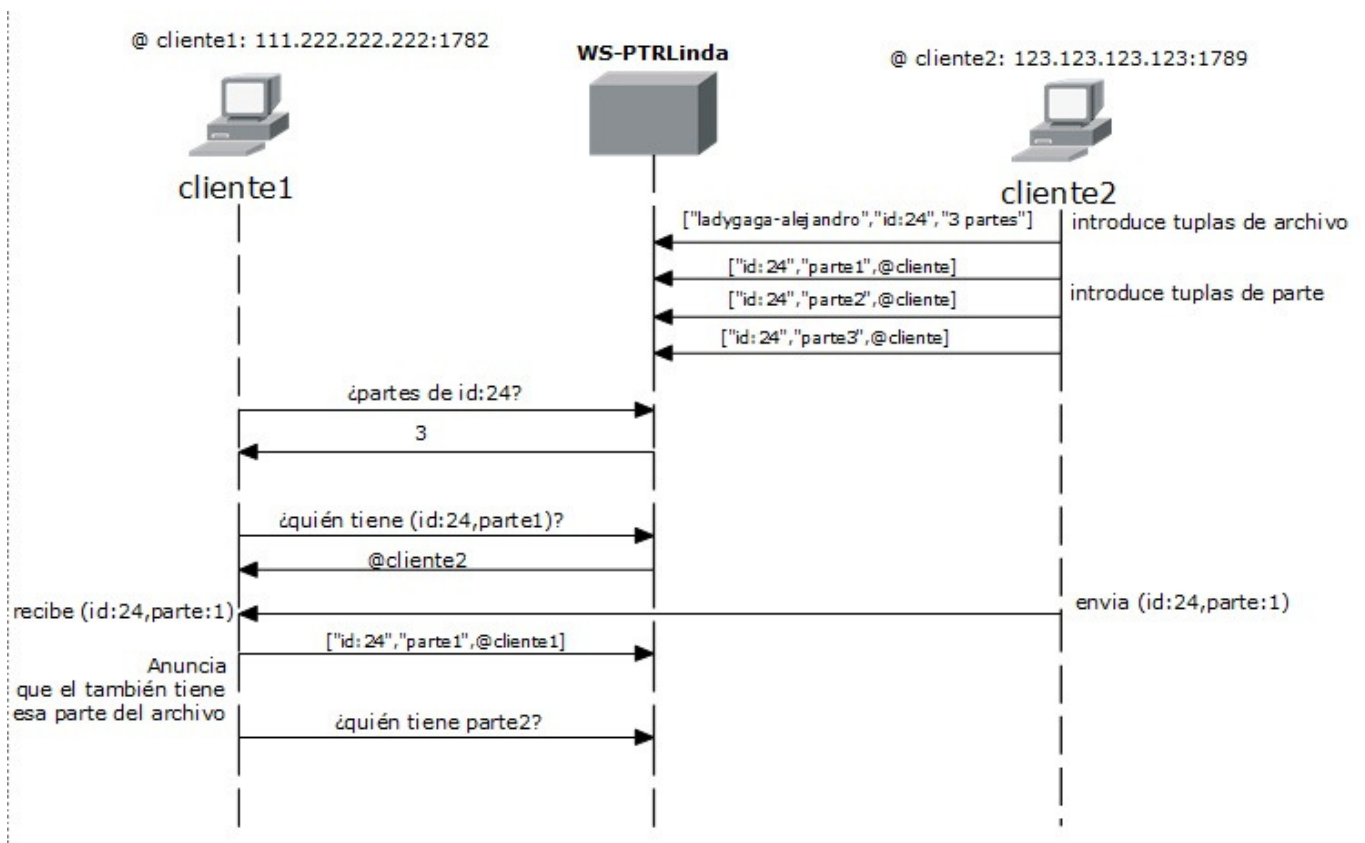 @ cliente1: 111.222.222.222:1782
WS-PTRLinda
@ cliente2: 123.123.123.123:1789
cliente1
cliente2
["ladygaga-alejandro","id:24","3 partes"]
introduce tuplas de archivo
["id:24","parte1",@cliente]
["id:24","parte2",@cliente]
introduce tuplas de parte
["id:24","parte3",@cliente]
¿partes de id:24?
3
¿quién tiene (id:24,parte1)?
@cliente2
recibe (id:24,parte:1)
envia (id:24,parte:1)
["id:24","parte1",@cliente1]
Anuncia
que el también tiene
esa parte del archivo
¿quién tiene parte2?